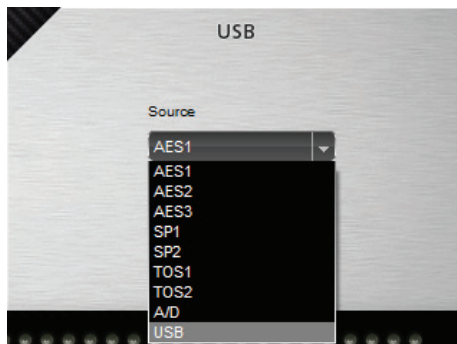 USB
Source
AES1
AES1
AES2
AES3
SP1
SP2
TOS1
TOS2
A/D
USB